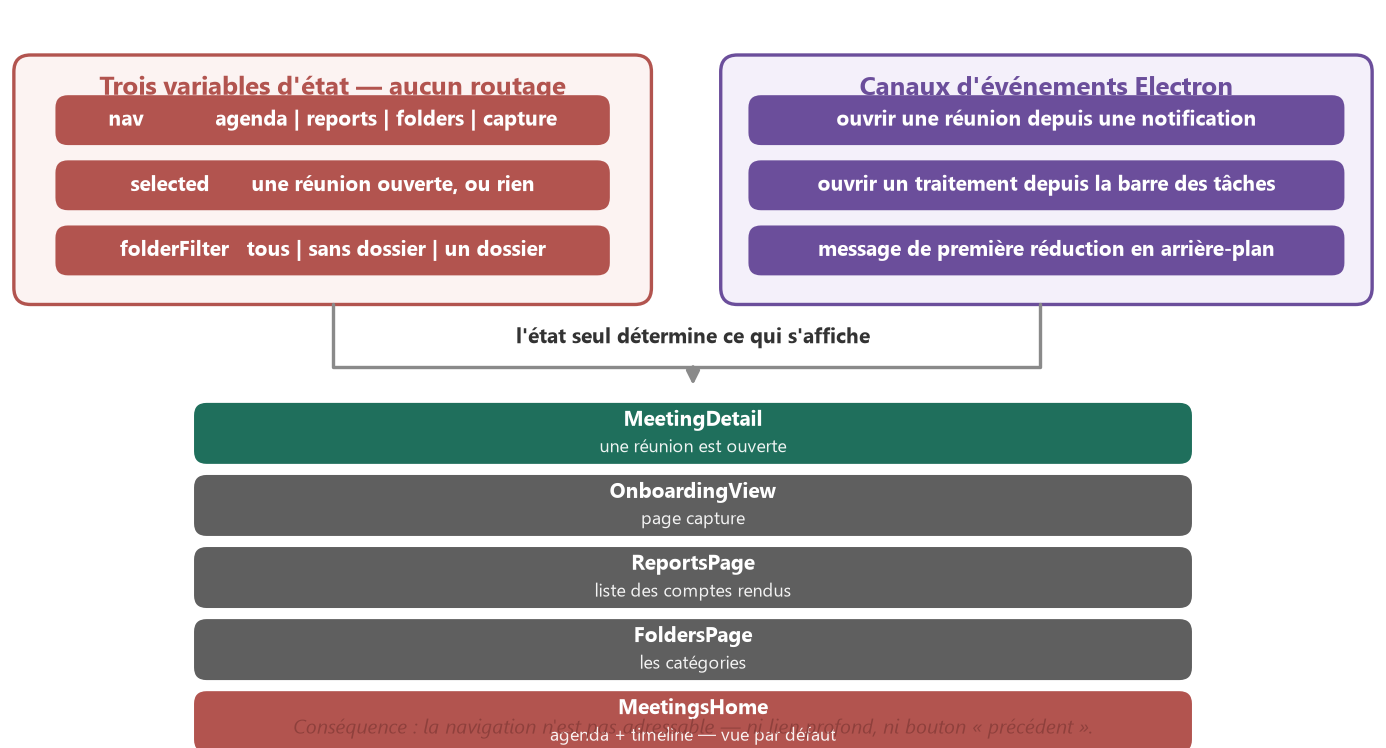 Trois variables d'état — aucun routage
nav agenda | reports | folders | capture
selected une réunion ouverte, ou rien
folderFilter tous | sans dossier | un dossier
Canaux d'événements Electron
ouvrir une réunion depuis une notification
ouvrir un traitement depuis la barre des tâches
message de première réduction en arrière-plan
l'état seul détermine ce qui s'affiche
MeetingDetail
une réunion est ouverte
OnboardingView
page capture
ReportsPage
liste des comptes rendus
FoldersPage
les catégories
MeetingsHome
Conséquence : la navigation n'est pas adressable — ni lien profond, ni bouton « précédent ».
agenda + timeline — vue par défaut